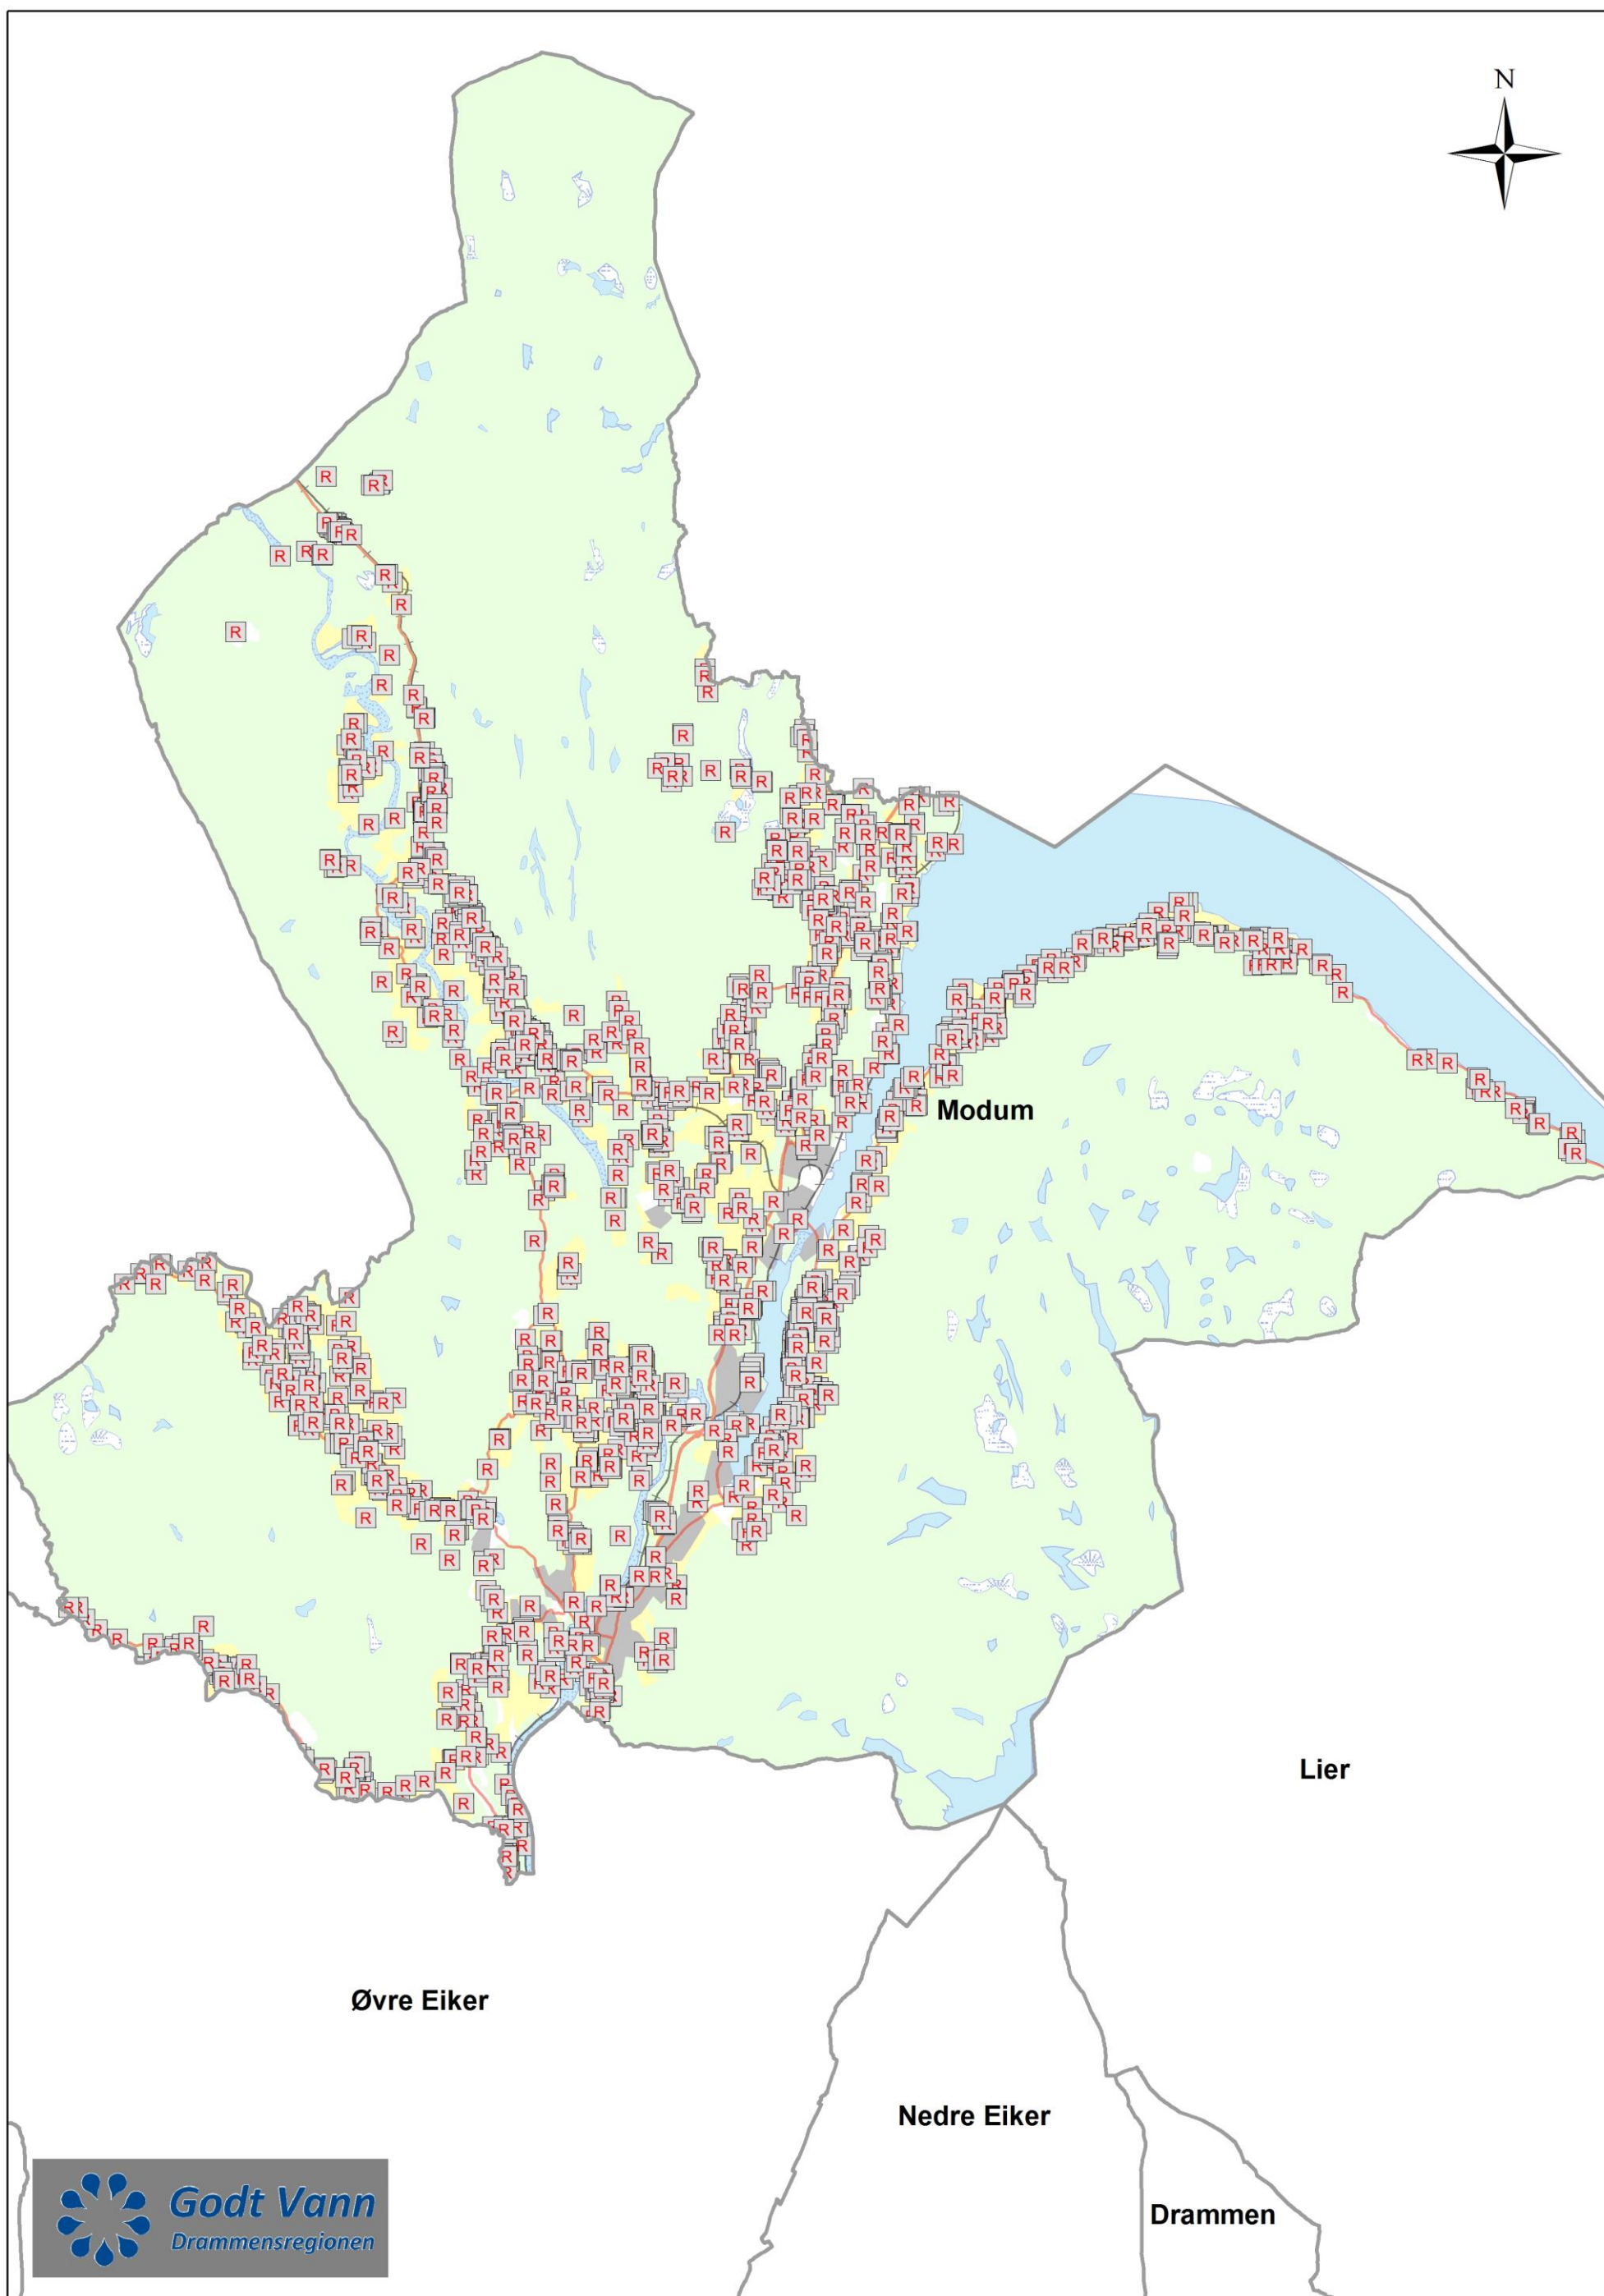 N
Modum
Lier
Øvre Eiker
Nedre Eiker
Drammen
Godt Vann
Drammensregionen